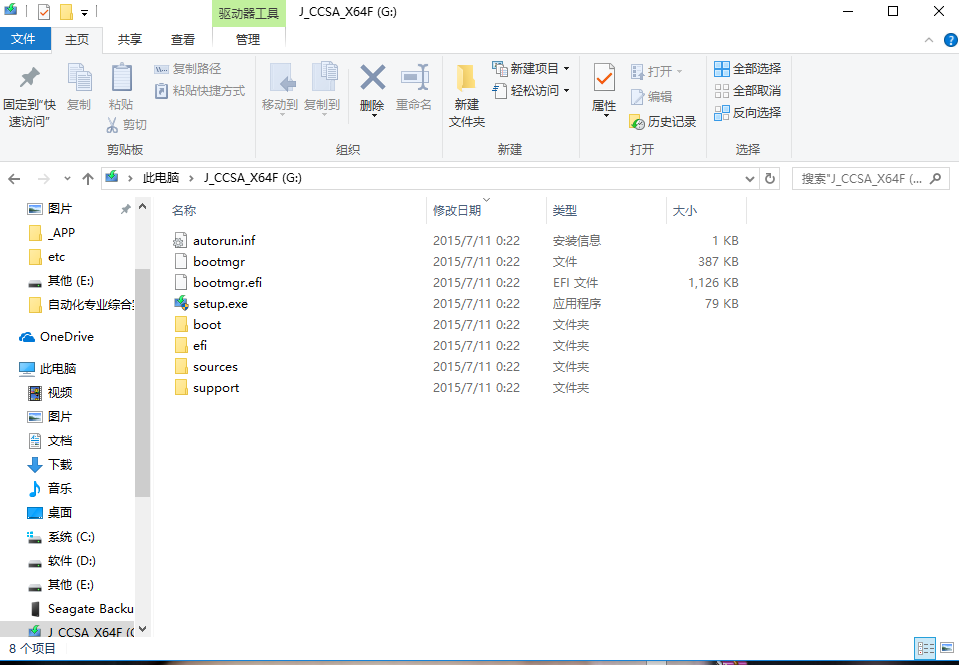 驱动器工具 J_CCSA_X64F (G:)
文件 主页 共享 查看 管理
固定到"快速访问"
复制
粘贴
复制路径
粘贴快捷方式
剪切
剪贴板
移动到 复制到 删除 重命名
组织
新建文件夹
新建项目
轻松访问
新建
属性
打开
编辑
历史记录
打开
全部选择
全部取消
反向选择
选择
此电脑 J_CCSA_X64F (G:)
搜索"J_CCSA_X64F (...
图片
_APP
etc
其他 (E:)
自动化专业综合
OneDrive
此电脑
视频
图片
文档
下载
音乐
桌面
系统 (C:)
软件 (D:)
其他 (E:)
Seagate Backu
J_CCSA_X64F (
名称 修改日期 类型 大小
autorun.inf 2015/7/11 0:22 安装信息 1 KB
bootmgr 2015/7/11 0:22 文件 387 KB
bootmgr.efi 2015/7/11 0:22 EFI 文件 1,126 KB
setup.exe 2015/7/11 0:22 应用程序 79 KB
boot 2015/7/11 0:22 文件夹
efi 2015/7/11 0:22 文件夹
sources 2015/7/11 0:22 文件夹
support 2015/7/11 0:22 文件夹
8 个项目